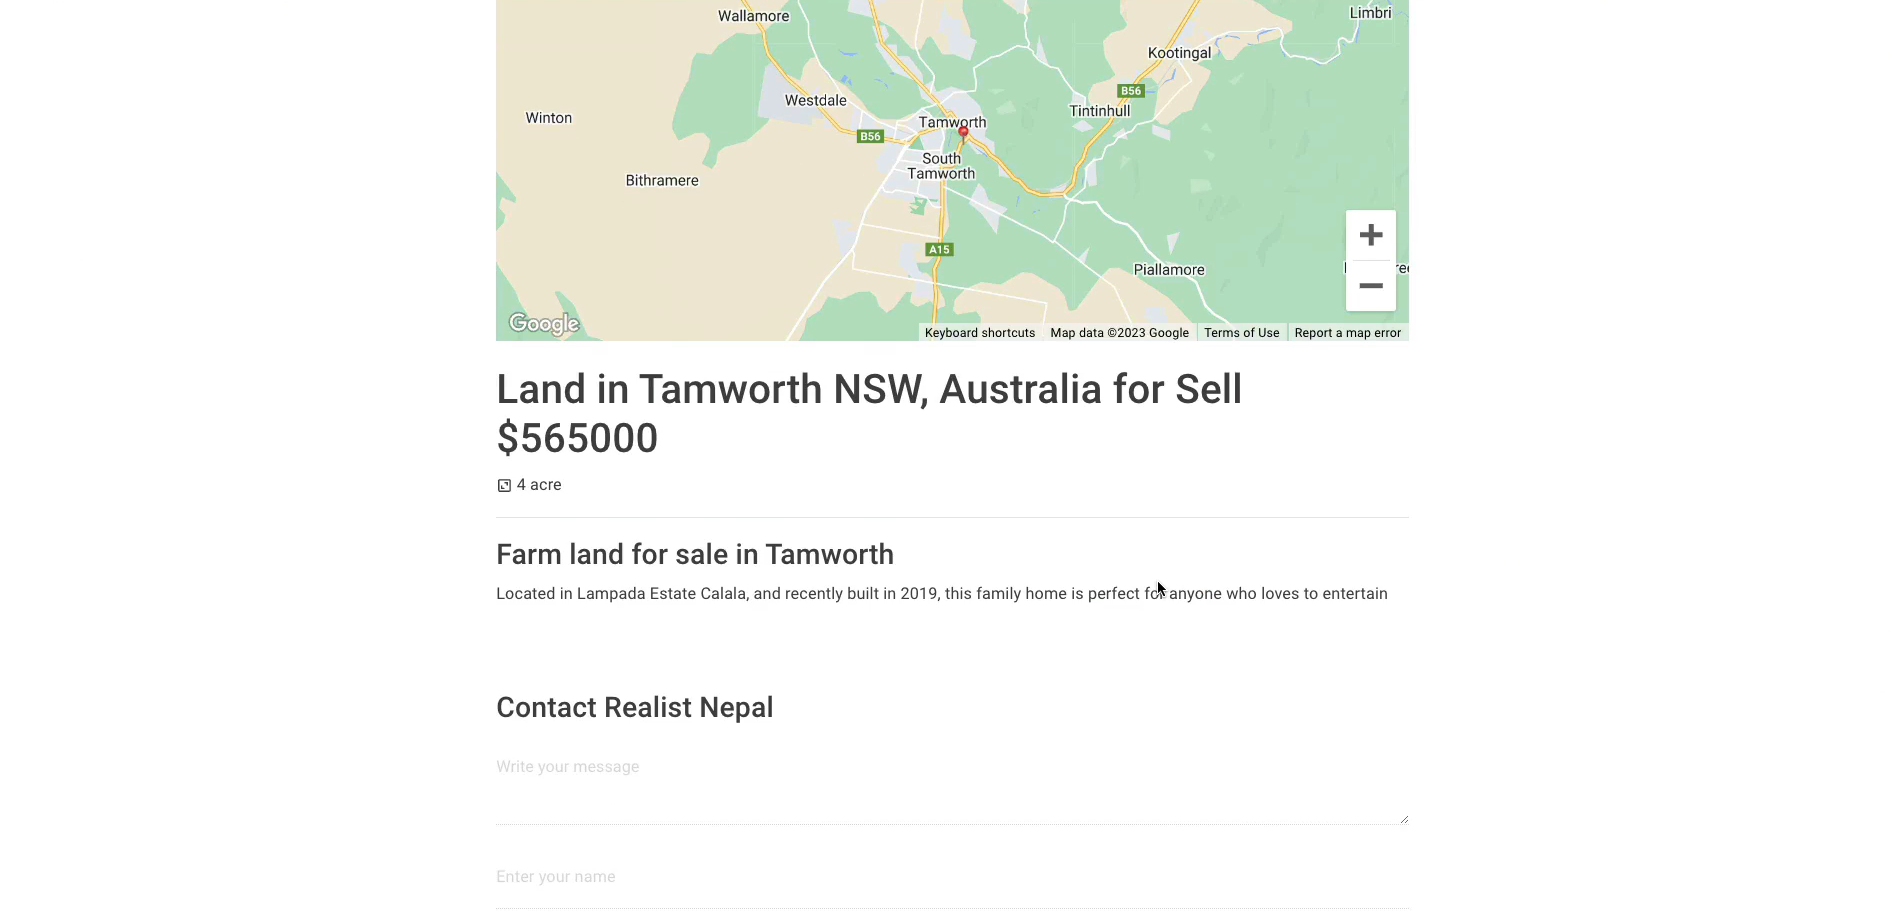 Wallamore
Limbri
Kootingal
B56
Westdale
Tintinhull
Winton
Tamworth
B56
South
Tamworth
Bithramere
A15
Piallamore
Google
Keyboard shortcuts
Map data ©2023 Google
Terms of Use
Report a map error
Land in Tamworth NSW, Australia for Sell
$565000
4 acre
Farm land for sale in Tamworth
Located in Lampada Estate Calala, and recently built in 2019, this family home is perfect for anyone who loves to entertain
Contact Realist Nepal
Write your message
Enter your name